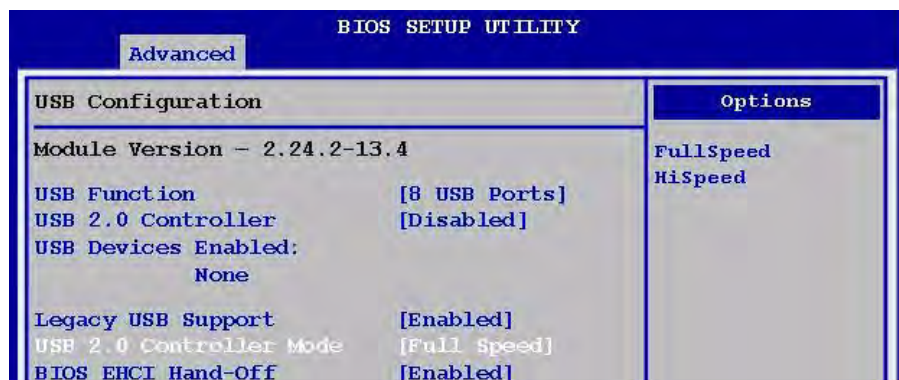 BIOS SETUP UTILITY
Advanced
USB Configuration
Module Version – 2.24.2-13.4
USB Function [8 USB Ports]
USB 2.0 Controller [Disabled]
USB Devices Enabled:
None
Legacy USB Support [Enabled]
USB 2.0 Controller Mode [Full Speed]
BIOS EHCI Hand-Off [Enabled]
Options
FullSpeed
HiSpeed